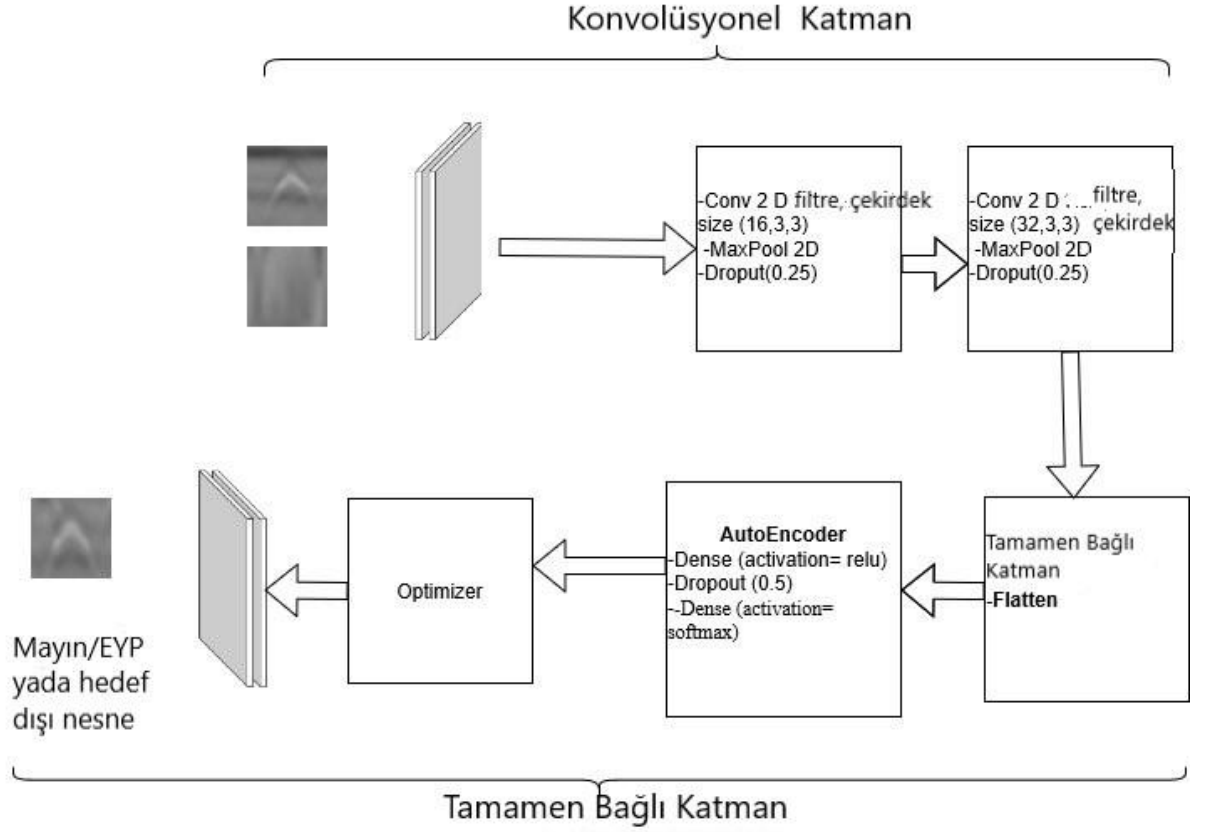 Konvolüsyonel Katman
-Conv 2 D filtre, çekirdek
size (16,3,3)
-MaxPool 2D
-Droput(0.25)
-Conv 2 D filtre,
size (32,3,3) çekirdek
-MaxPool 2D
-Droput(0.25)
Tamamen Bağlı
Katman
-Flatten
AutoEncoder
-Dense (activation= relu)
-Dropout (0.5)
--Dense (activation=
softmax)
Optimizer
Mayın/EYP
yada hedef
dışı nesne
Tamamen Bağlı Katman